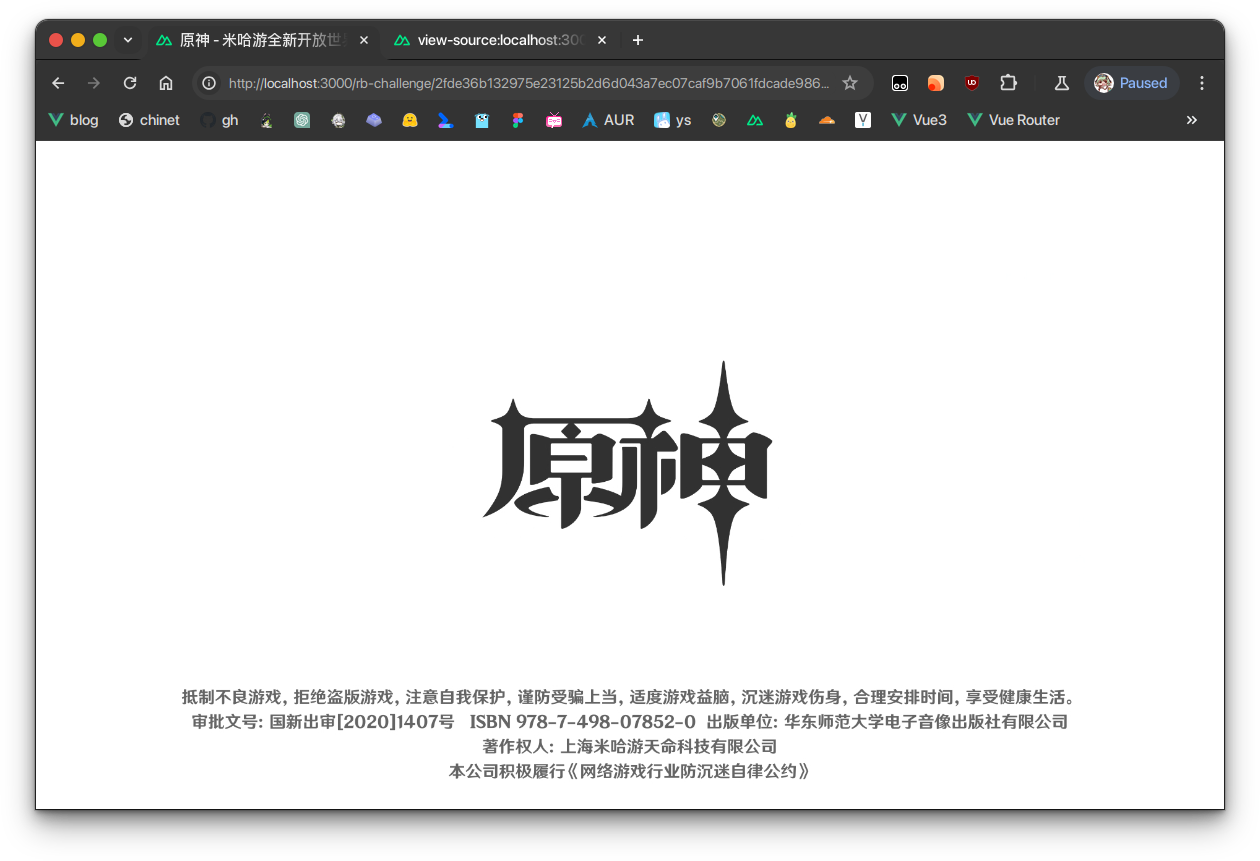 原神 - 米哈游全新开放世
view-source:localhost:300
http://localhost:3000/rb-challenge/2fde36b132975e23125b2d6d043a7ec07caf9b7061fdcade986...
Paused
blog chinet gh AUR ys Vue3 Vue Router
原神
抵制不良游戏, 拒绝盗版游戏, 注意自我保护, 谨防受骗上当, 适度游戏益脑, 沉迷游戏伤身, 合理安排时间, 享受健康生活。
审批文号: 国新出审[2020]1407号 ISBN 978-7-498-07852-0 出版单位: 华东师范大学电子音像出版社有限公司
著作权人: 上海米哈游天命科技有限公司
本公司积极履行《网络游戏行业防沉迷自律公约》